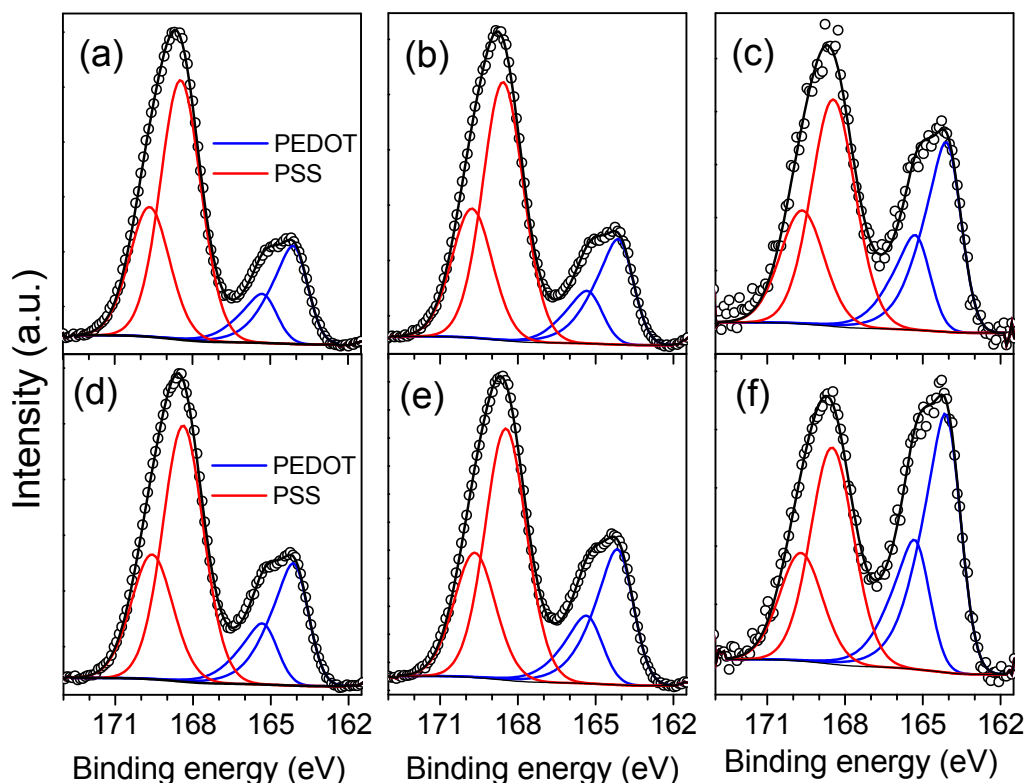 (a)
(b)
(c)
PEDOT
PSS
(d)
(e)
(f)
PEDOT
PSS
Intensity (a.u.)
171 168 165 162
171 168 165 162
171 168 165 162
Binding energy (eV)
Binding energy (eV)
Binding energy (eV)